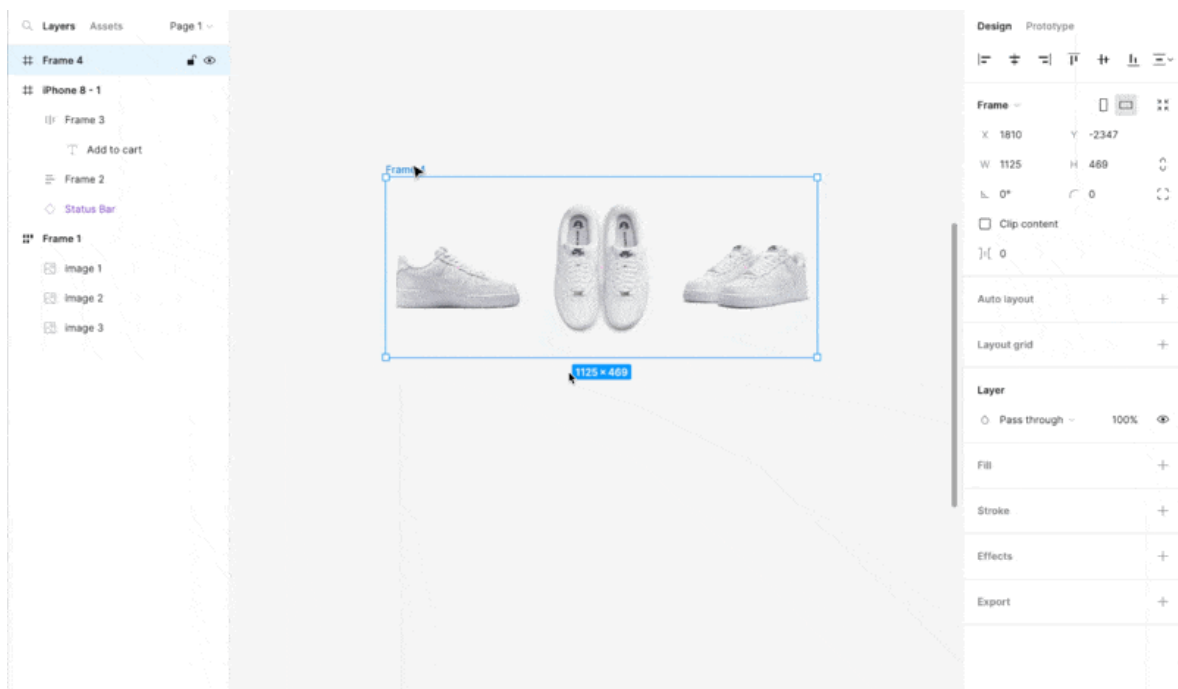 Layers Assets Page 1
Frame 4
iPhone 8 - 1
Frame 3
Add to cart
Frame 2
Status Bar
Frame 1
image 1
image 2
image 3
1125 × 469
Design Prototype
Frame
X 1810 Y -2347
W 1125 H 469
0° 0
Clip content
0
Auto layout
Layout grid
Layer
Pass through 100%
Fill
Stroke
Effects
Export